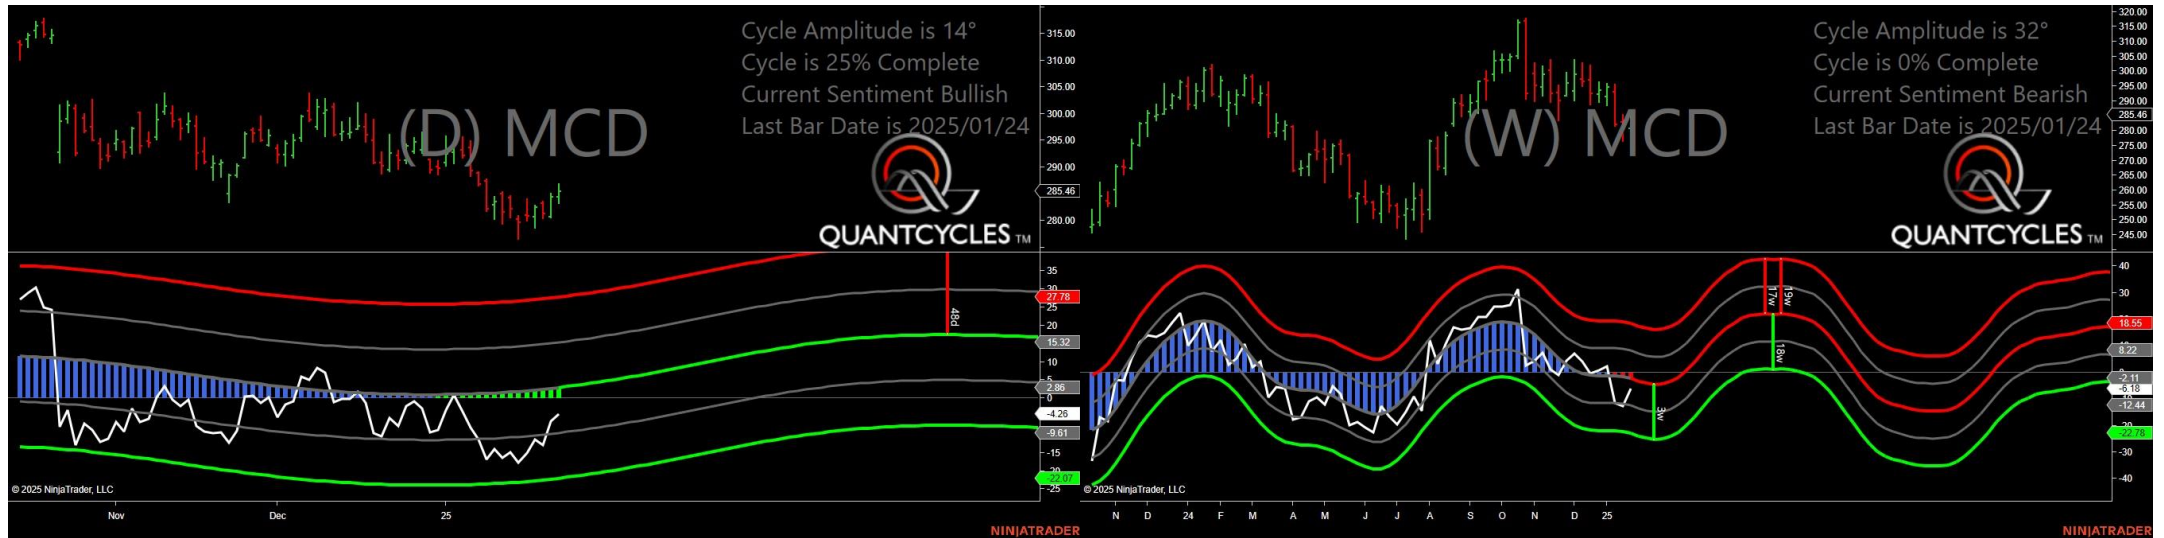 Cycle Amplitude is 14°
Cycle is 25% Complete
Current Sentiment Bullish
Last Bar Date is 2025/01/24
(D) MCD
QUANTCYCLES TM
315.00
310.00
305.00
300.00
295.00
290.00
285.46
280.00
35
30
27.78
25
20
15.32
10
5
2.86
0
-4.26
-9.61
-15
-20
-22.07
-25
48d
© 2025 NinjaTrader, LLC
Nov
Dec
25
NINJATRADER
Cycle Amplitude is 32°
Cycle is 0% Complete
Current Sentiment Bearish
Last Bar Date is 2025/01/24
(W) MCD
QUANTCYCLES TM
320.00
315.00
310.00
305.00
300.00
295.00
290.00
285.46
280.00
275.00
270.00
265.00
260.00
255.00
250.00
245.00
40
30
18.55
8.22
0
-2.11
-6.18
-12.44
-20
-22.78
-30
-40
17w
19w
18w
3w
© 2025 NinjaTrader, LLC
N
D
24
F
M
A
M
J
J
A
S
O
N
D
25
NINJATRADER